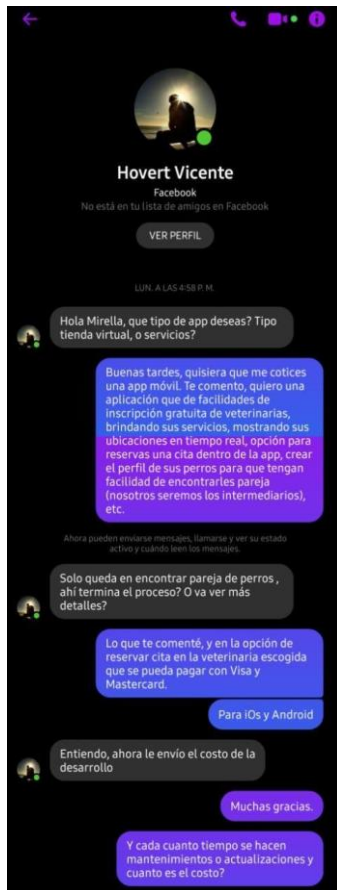 Hovert Vicente
Facebook
No está en tu lista de amigos en Facebook
VER PERFIL
LUN. A LAS 4:58 P. M.
Hola Mirella, que tipo de app deseas? Tipo
tienda virtual, o servicios?
Buenas tardes, quisiera que me cotices
una app móvil. Te comento, quiero una
aplicación que de facilidades de
inscripción gratuita de veterinarias,
brindando sus servicios, mostrando sus
ubicaciones en tiempo real, opción para
reservas una cita dentro de la app, crear
el perfil de sus perros para que tengan
facilidad de encontrarles pareja
(nosotros seremos los intermediarios),
etc.
Ahora pueden enviarse mensajes, llamarse y ver su estado
activo y cuándo leen los mensajes.
Solo queda en encontrar pareja de perros ,
ahí termina el proceso? O va ver más
detalles?
Lo que te comenté, y en la opción de
reservar cita en la veterinaria escogida
que se pueda pagar con Visa y
Mastercard.
Para iOs y Android
Entiendo, ahora le envío el costo de la
desarrollo
Muchas gracias.
Y cada cuanto tiempo se hacen
mantenimientos o actualizaciones y
cuanto es el costo?